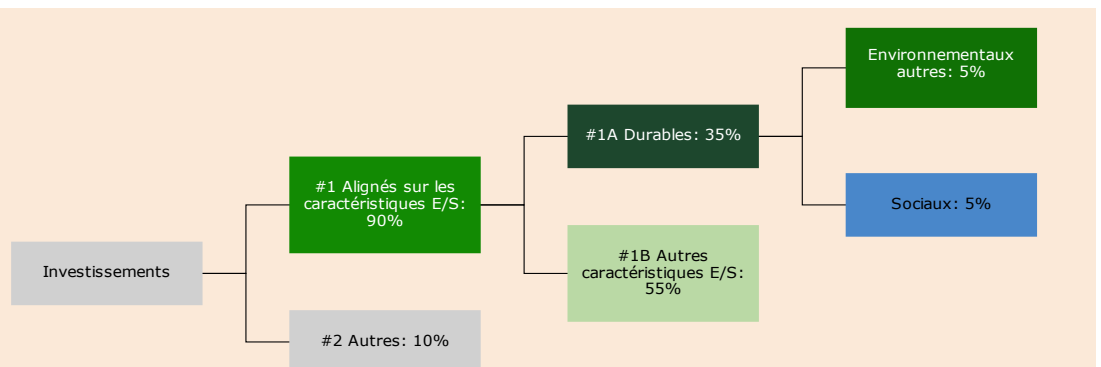 Investissements
#1 Alignés sur les
caractéristiques E/S:
90%
#2 Autres: 10%
#1A Durables: 35%
#1B Autres
caractéristiques E/S:
55%
Environnementaux
autres: 5%
Sociaux: 5%